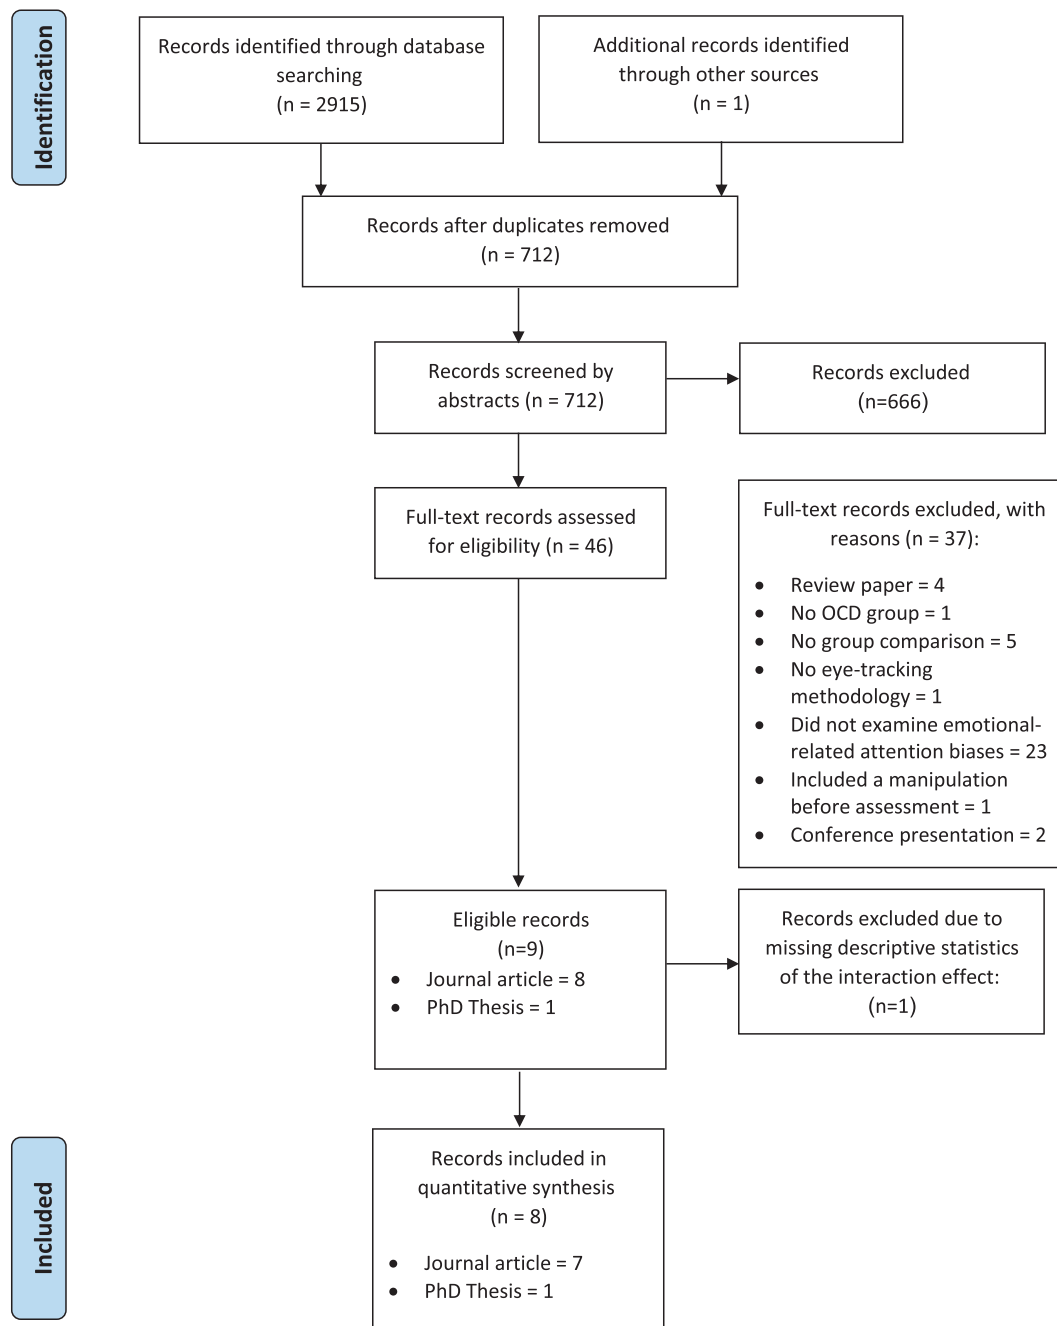 Identification
Records identified through database
searching
(n = 2915)
Additional records identified
through other sources
(n = 1)
Records after duplicates removed
(n = 712)
Records screened by
abstracts (n = 712)
Records excluded
(n=666)
Full-text records assessed
for eligibility (n = 46)
Full-text records excluded, with
reasons (n = 37):
• Review paper = 4
• No OCD group = 1
• No group comparison = 5
• No eye-tracking
methodology = 1
• Did not examine emotional-
related attention biases = 23
• Included a manipulation
before assessment = 1
• Conference presentation = 2
Eligible records
(n=9)
• Journal article = 8
• PhD Thesis = 1
Records excluded due to
missing descriptive statistics
of the interaction effect:
(n=1)
Included
Records included in
quantitative synthesis
(n = 8)
• Journal article = 7
• PhD Thesis = 1